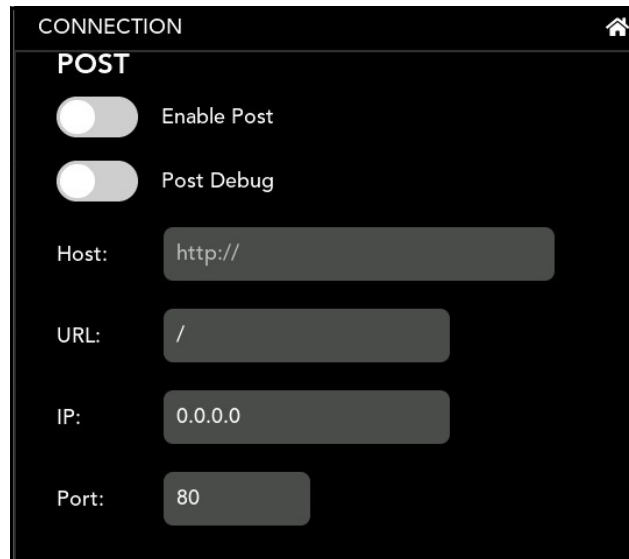 CONNECTION
POST
Enable Post
Post Debug
Host: http://
URL: /
IP: 0.0.0.0
Port: 80